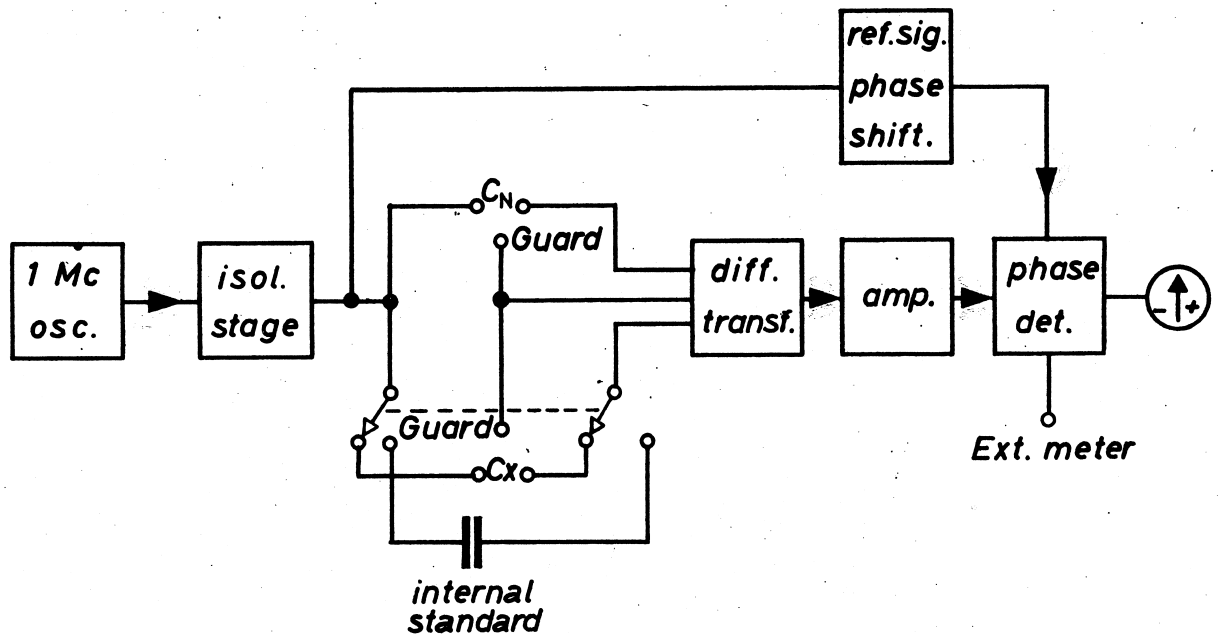 ref.sig.
phase
shift.
C_N
Guard
1 Mc
osc.
isol.
stage
diff.
transf.
amp.
phase
det.
- +
Guard
Cx
Ext. meter
internal
standard